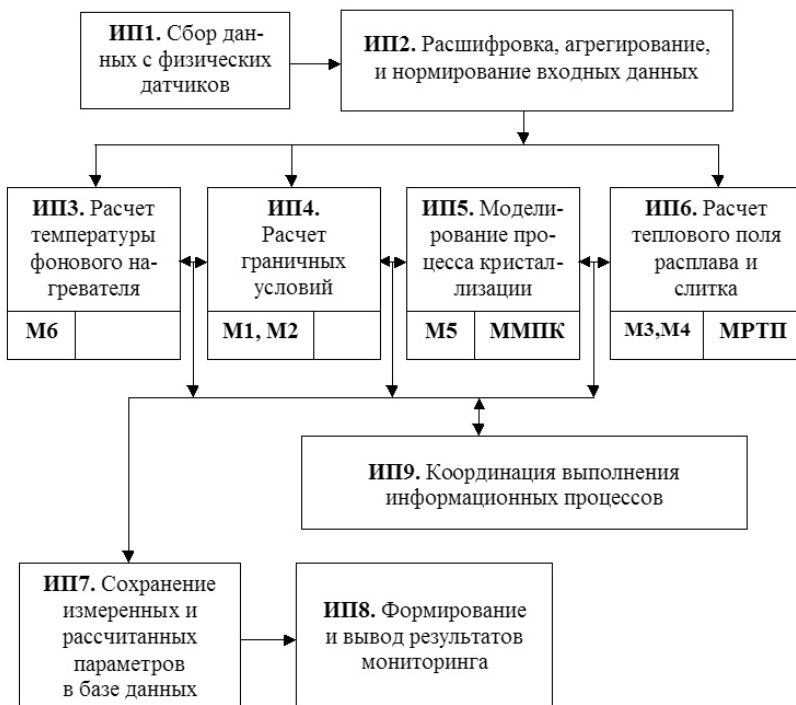 ИП1. Сбор дан-
ных с физических
датчиков
ИП2. Расшифровка, агрегирование,
и нормирование входных данных
ИП3. Расчет
температуры
фонового на-
гревателя
М6
ИП4.
Расчет
граничных
условий
М1, М2
ИП5. Модели-
рование про-
цесса кристал-
лизации
М5 ММПК
ИП6. Расчет
теплового поля
расплава и
слитка
М3,М4 МРТП
ИП9. Координация выполнения
информационных процессов
ИП7. Сохранение
измеренных и
рассчитанных
параметров
в базе данных
ИП8. Формирование
и вывод результатов
мониторинга